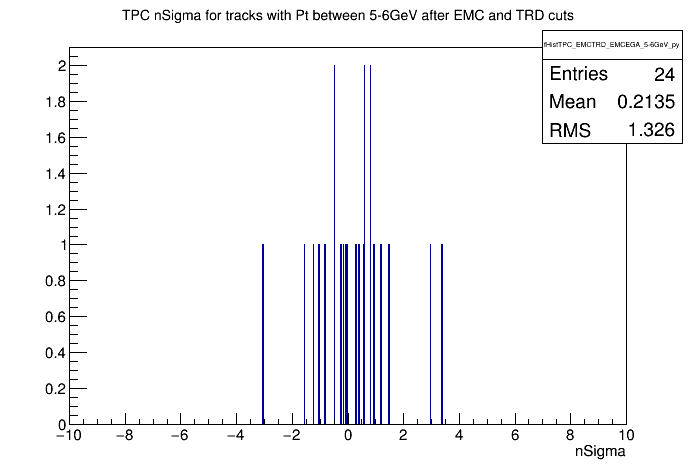 TPC nSigma for tracks with Pt between 5-6GeV after EMC and TRD cuts
fHistTPC_EMCTRD_EMCEGA_5-6GeV_py
Entries 24
Mean 0.2135
RMS 1.326
2
1.8
1.6
1.4
1.2
1
0.8
0.6
0.4
0.2
0
−10 −8 −6 −4 −2 0 2 4 6 8 10
nSigma